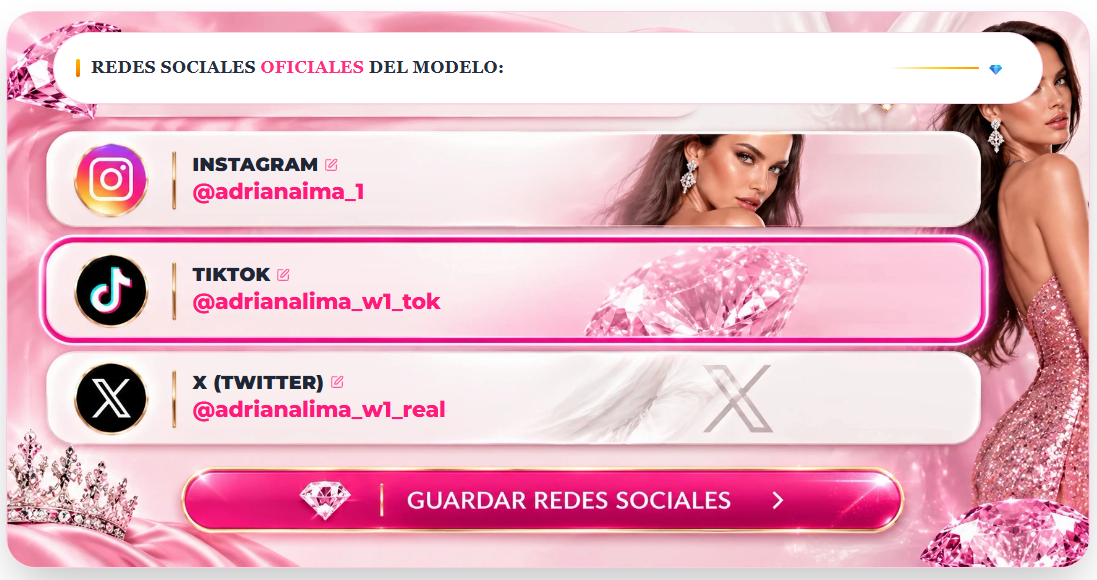 REDES SOCIALES OFICIALES DEL MODELO:
INSTAGRAM
@adrianaima_1
TIKTOK
@adrianalima_w1_tok
X (TWITTER)
@adrianalima_w1_real
GUARDAR REDES SOCIALES